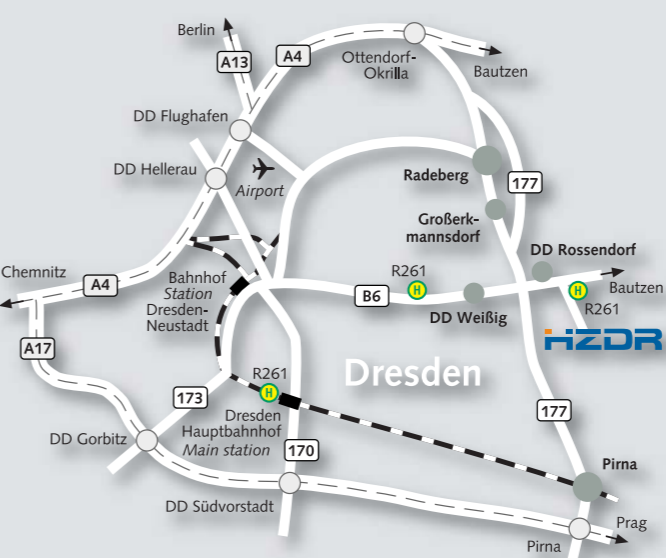 Berlin
A13
A4
Ottendorf-
Okrilla
Bautzen
DD Flughafen
DD Hellerau
Airport
Radeberg
177
Großerk-
mannsdorf
DD Rossendorf
Chemnitz
A4
Bahnhof
Station
Dresden-
Neustadt
R261
H
B6
DD Weißig
Bautzen
H
R261
HZDR
A17
R261
H
Dresden
173
Dresden
Hauptbahnhof
Main station
170
177
DD Gorbitz
DD Südvorstadt
Pirna
Prag
Pirna